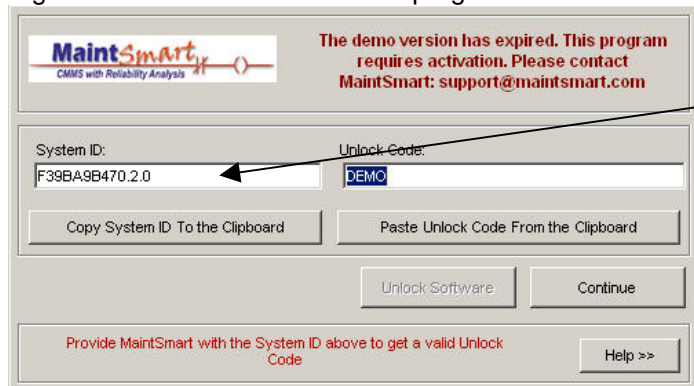 MaintSmart
CMMS with Reliability Analysis
The demo version has expired. This program
requires activation. Please contact
MaintSmart: support@maintsmart.com
System ID:
Unlock Code:
F39BA9B470.2.0
DEMO
Copy System ID To the Clipboard
Paste Unlock Code From the Clipboard
Unlock Software
Continue
Provide MaintSmart with the System ID above to get a valid Unlock
Code
Help >>